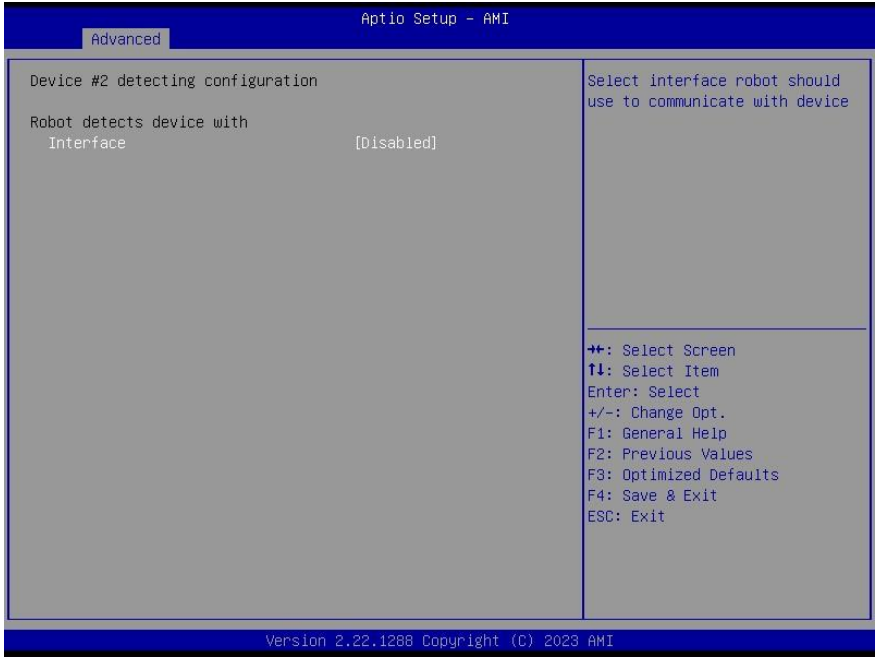 Aptio Setup – AMI
Advanced
Device #2 detecting configuration
Robot detects device with
Interface [Disabled]
Select interface robot should
use to communicate with device
→←: Select Screen
↑↓: Select Item
Enter: Select
+/-: Change Opt.
F1: General Help
F2: Previous Values
F3: Optimized Defaults
F4: Save & Exit
ESC: Exit
Version 2.22.1288 Copyright (C) 2023 AMI